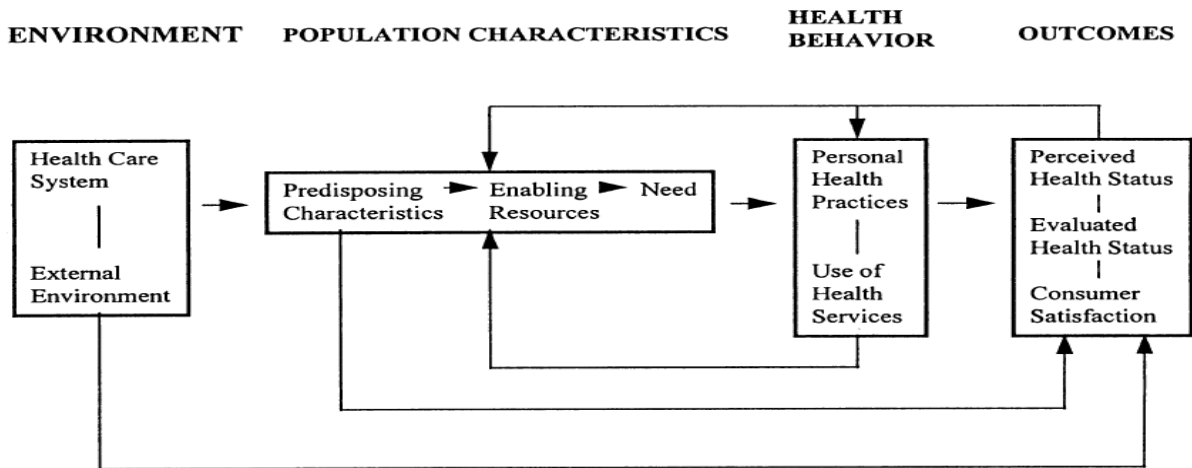 ENVIRONMENT
POPULATION CHARACTERISTICS
HEALTH
BEHAVIOR
OUTCOMES
Health Care
System
External
Environment
Predisposing
Characteristics
Enabling
Resources
Need
Personal
Health
Practices
Use of
Health
Services
Perceived
Health Status
Evaluated
Health Status
Consumer
Satisfaction